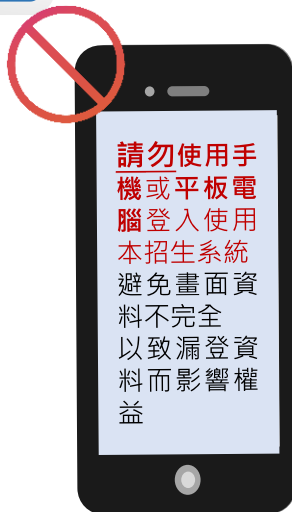 請勿使用手
機或平板電
腦登入使用
本招生系統
避免畫面資
料不完全
以致漏登資
料而影響權
益